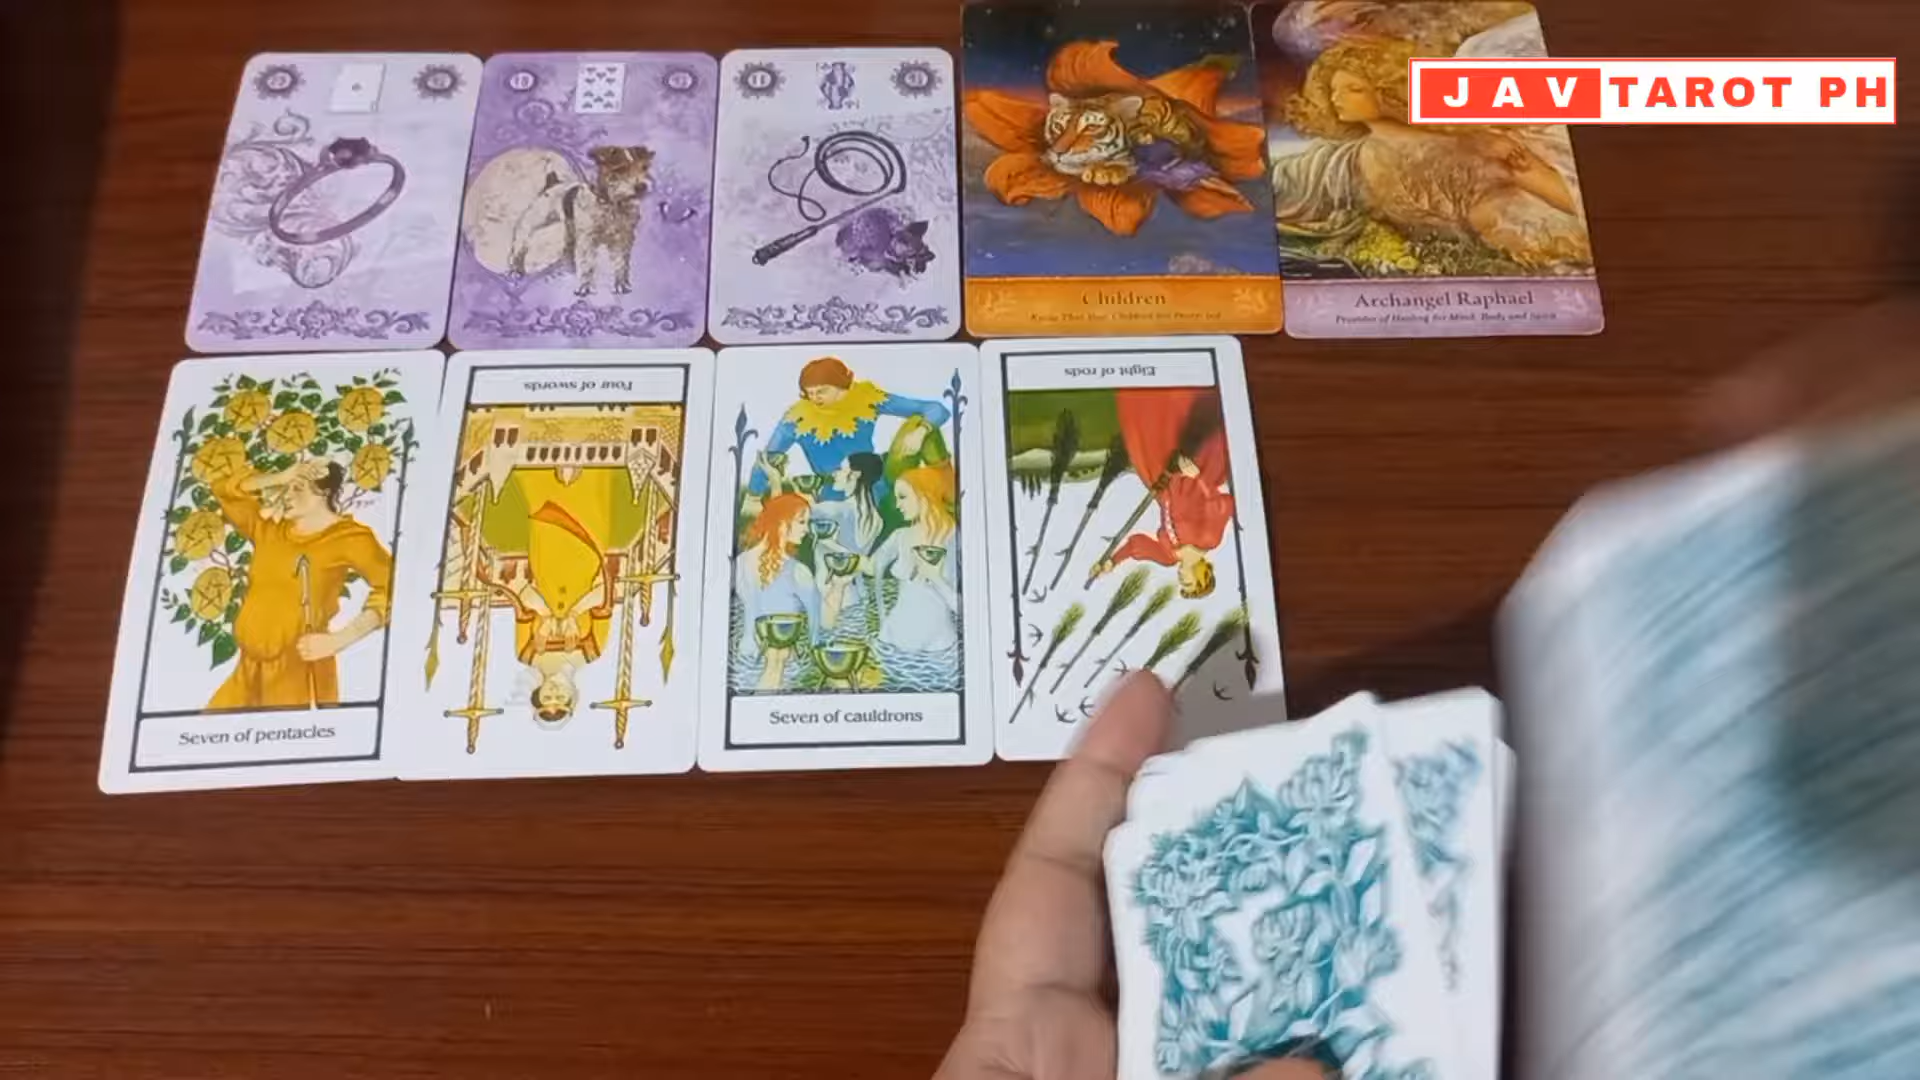 JAV TAROT PH
Children
Archangel Raphael
Four of swords
Eight of rods
Seven of pentacles
Seven of cauldrons